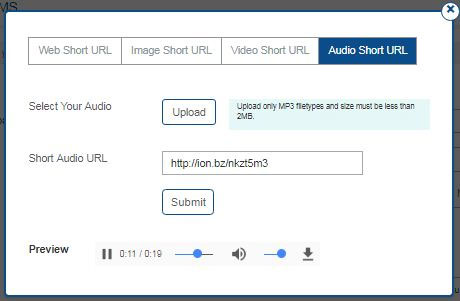 MS
Web Short URL
Image Short URL
Video Short URL
Audio Short URL
Select Your Audio
Upload
Upload only MP3 filetypes and size must be less
2MB.
Short Audio URL
http://ion.bz/nkzt5m3
Submit
Preview
0:11 / 0:19